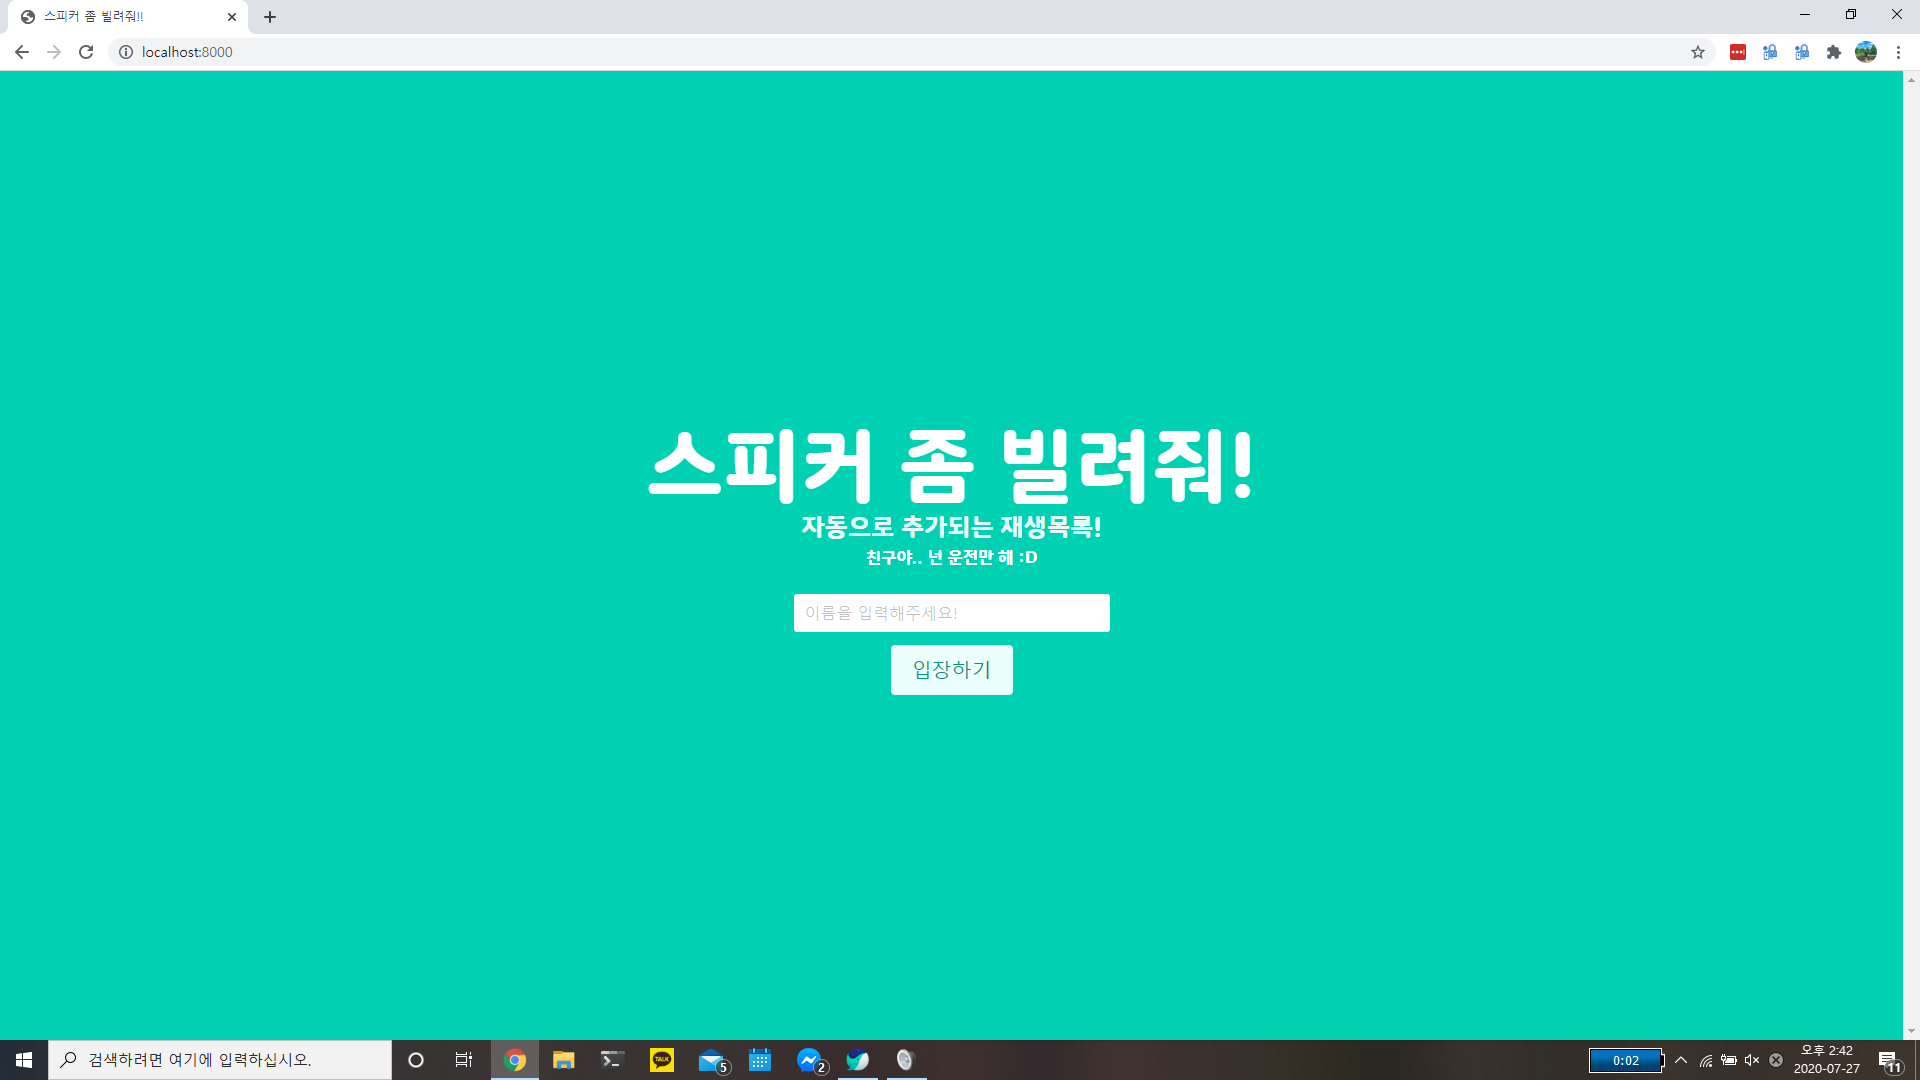 스피커 좀 빌려줘!!
localhost:8000
스피커 좀 빌려줘!
자동으로 추가되는 재생목록!
친구야.. 넌 운전만 해 :D
이름을 입력해주세요!
입장하기
검색하려면 여기에 입력하십시오.
TALK
5
2
0:02
오후 2:42
2020-07-27
11